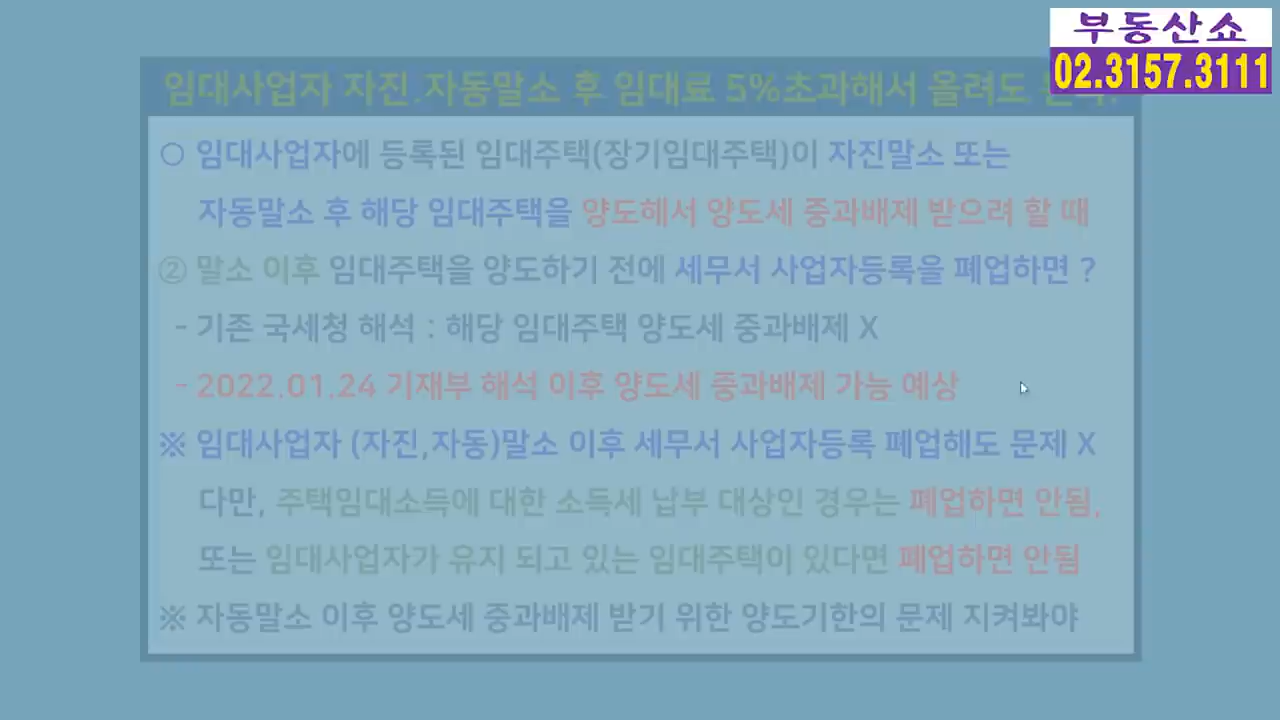 부동산쇼
02.3157.3111
임대사업자 자진.자동말소 후 임대료 5%초과해서 올려도
○ 임대사업자에 등록된 임대주택(장기임대주택)이 자진말소 또는
자동말소 후 해당 임대주택을 양도해서 양도세 중과배제 받으려 할 때
② 말소 이후 임대주택을 양도하기 전에 세무서 사업자등록을 폐업하면 ?
- 기존 국세청 해석 : 해당 임대주택 양도세 중과배제 X
- 2022.01.24 기재부 해석 이후 양도세 중과배제 가능 예상
※ 임대사업자 (자진,자동)말소 이후 세무서 사업자등록 폐업해도 문제 X
다만, 주택임대소득에 대한 소득세 납부 대상인 경우는 폐업하면 안됨,
또는 임대사업자가 유지 되고 있는 임대주택이 있다면 폐업하면 안됨
※ 자동말소 이후 양도세 중과배제 받기 위한 양도기한의 문제 지켜봐야